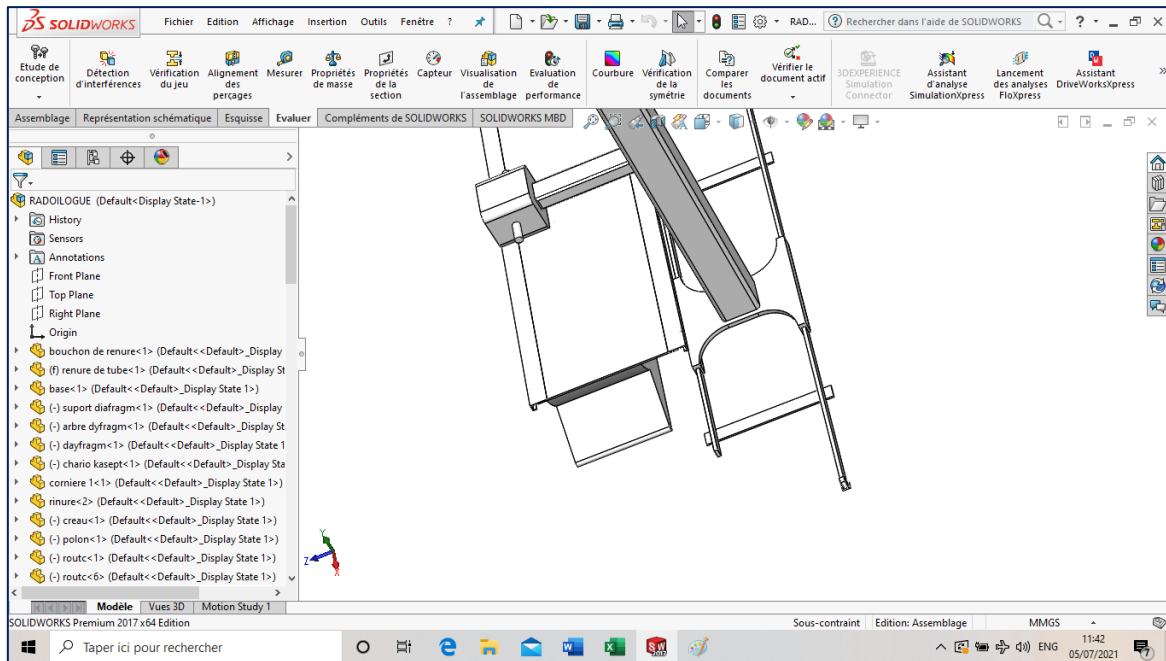 SOLIDWORKS Fichier Edition Affichage Insertion Outils Fenêtre ? RAD... Rechercher dans l'aide de SOLIDWORKS ?
Etude de conception
Détection d'interférences
Vérification du jeu
Alignement des perçages
Mesurer
Propriétés de masse
Propriétés de la section
Capteur
Visualisation de l'assemblage
Evaluation de performance
Courbure
Vérification de la symétrie
Comparer les documents
Vérifier le document actif
3DEXPERIENCE Simulation Connector
Assistant d'analyse SimulationXpress
Lancement des analyses FloXpress
Assistant DriveWorksXpress
Assemblage Représentation schématique Esquisse Evaluer Compléments de SOLIDWORKS SOLIDWORKS MBD
RADOILOGUE (Default<Display State-1>)
History
Sensors
Annotations
Front Plane
Top Plane
Right Plane
Origin
bouchon de renure<1> (Default<<Default>_Display
(f) renure de tube<1> (Default<<Default>_Display St
base<1> (Default<<Default>_Display State 1>)
(-) suport diafragm<1> (Default<<Default>_Display
(-) arbre dyfragm<1> (Default<<Default>_Display St
(-) dayfragm<1> (Default<<Default>_Display State 1
(-) chario kasept<1> (Default<<Default>_Display Sta
corniere 1<1> (Default<<Default>_Display State 1>)
rinure<2> (Default<<Default>_Display State 1>)
(-) creau<1> (Default<<Default>_Display State 1>)
(-) polon<1> (Default<<Default>_Display State 1>)
(-) routc<1> (Default<<Default>_Display State 1>)
(-) routc<6> (Default<<Default>_Display State 1>)
Y
Z
X
Modèle Vues 3D Motion Study 1
SOLIDWORKS Premium 2017 x64 Edition Sous-contraint Edition: Assemblage MMGS
Taper ici pour rechercher ENG 11:42
05/07/2021 7